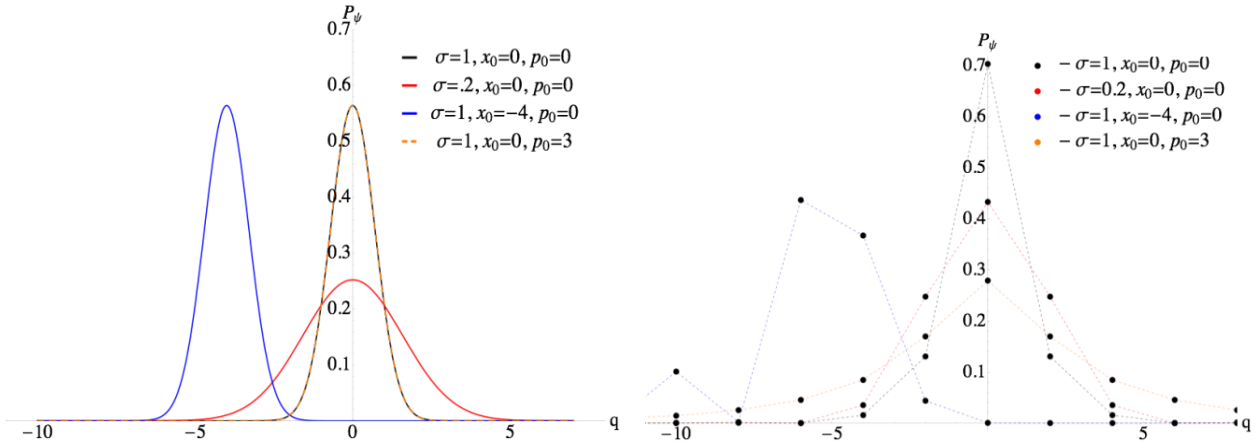 P_ψ
0.7
σ=1, x₀=0, p₀=0
0.6
σ=.2, x₀=0, p₀=0
σ=1, x₀=−4, p₀=0
0.5
σ=1, x₀=0, p₀=3
0.4
0.3
0.2
0.1
−10
−5
0
5
q
P_ψ
0.7
− σ=1, x₀=0, p₀=0
− σ=0.2, x₀=0, p₀=0
0.6
− σ=1, x₀=−4, p₀=0
− σ=1, x₀=0, p₀=3
0.5
0.4
0.3
0.2
0.1
−10
−5
0
5
q